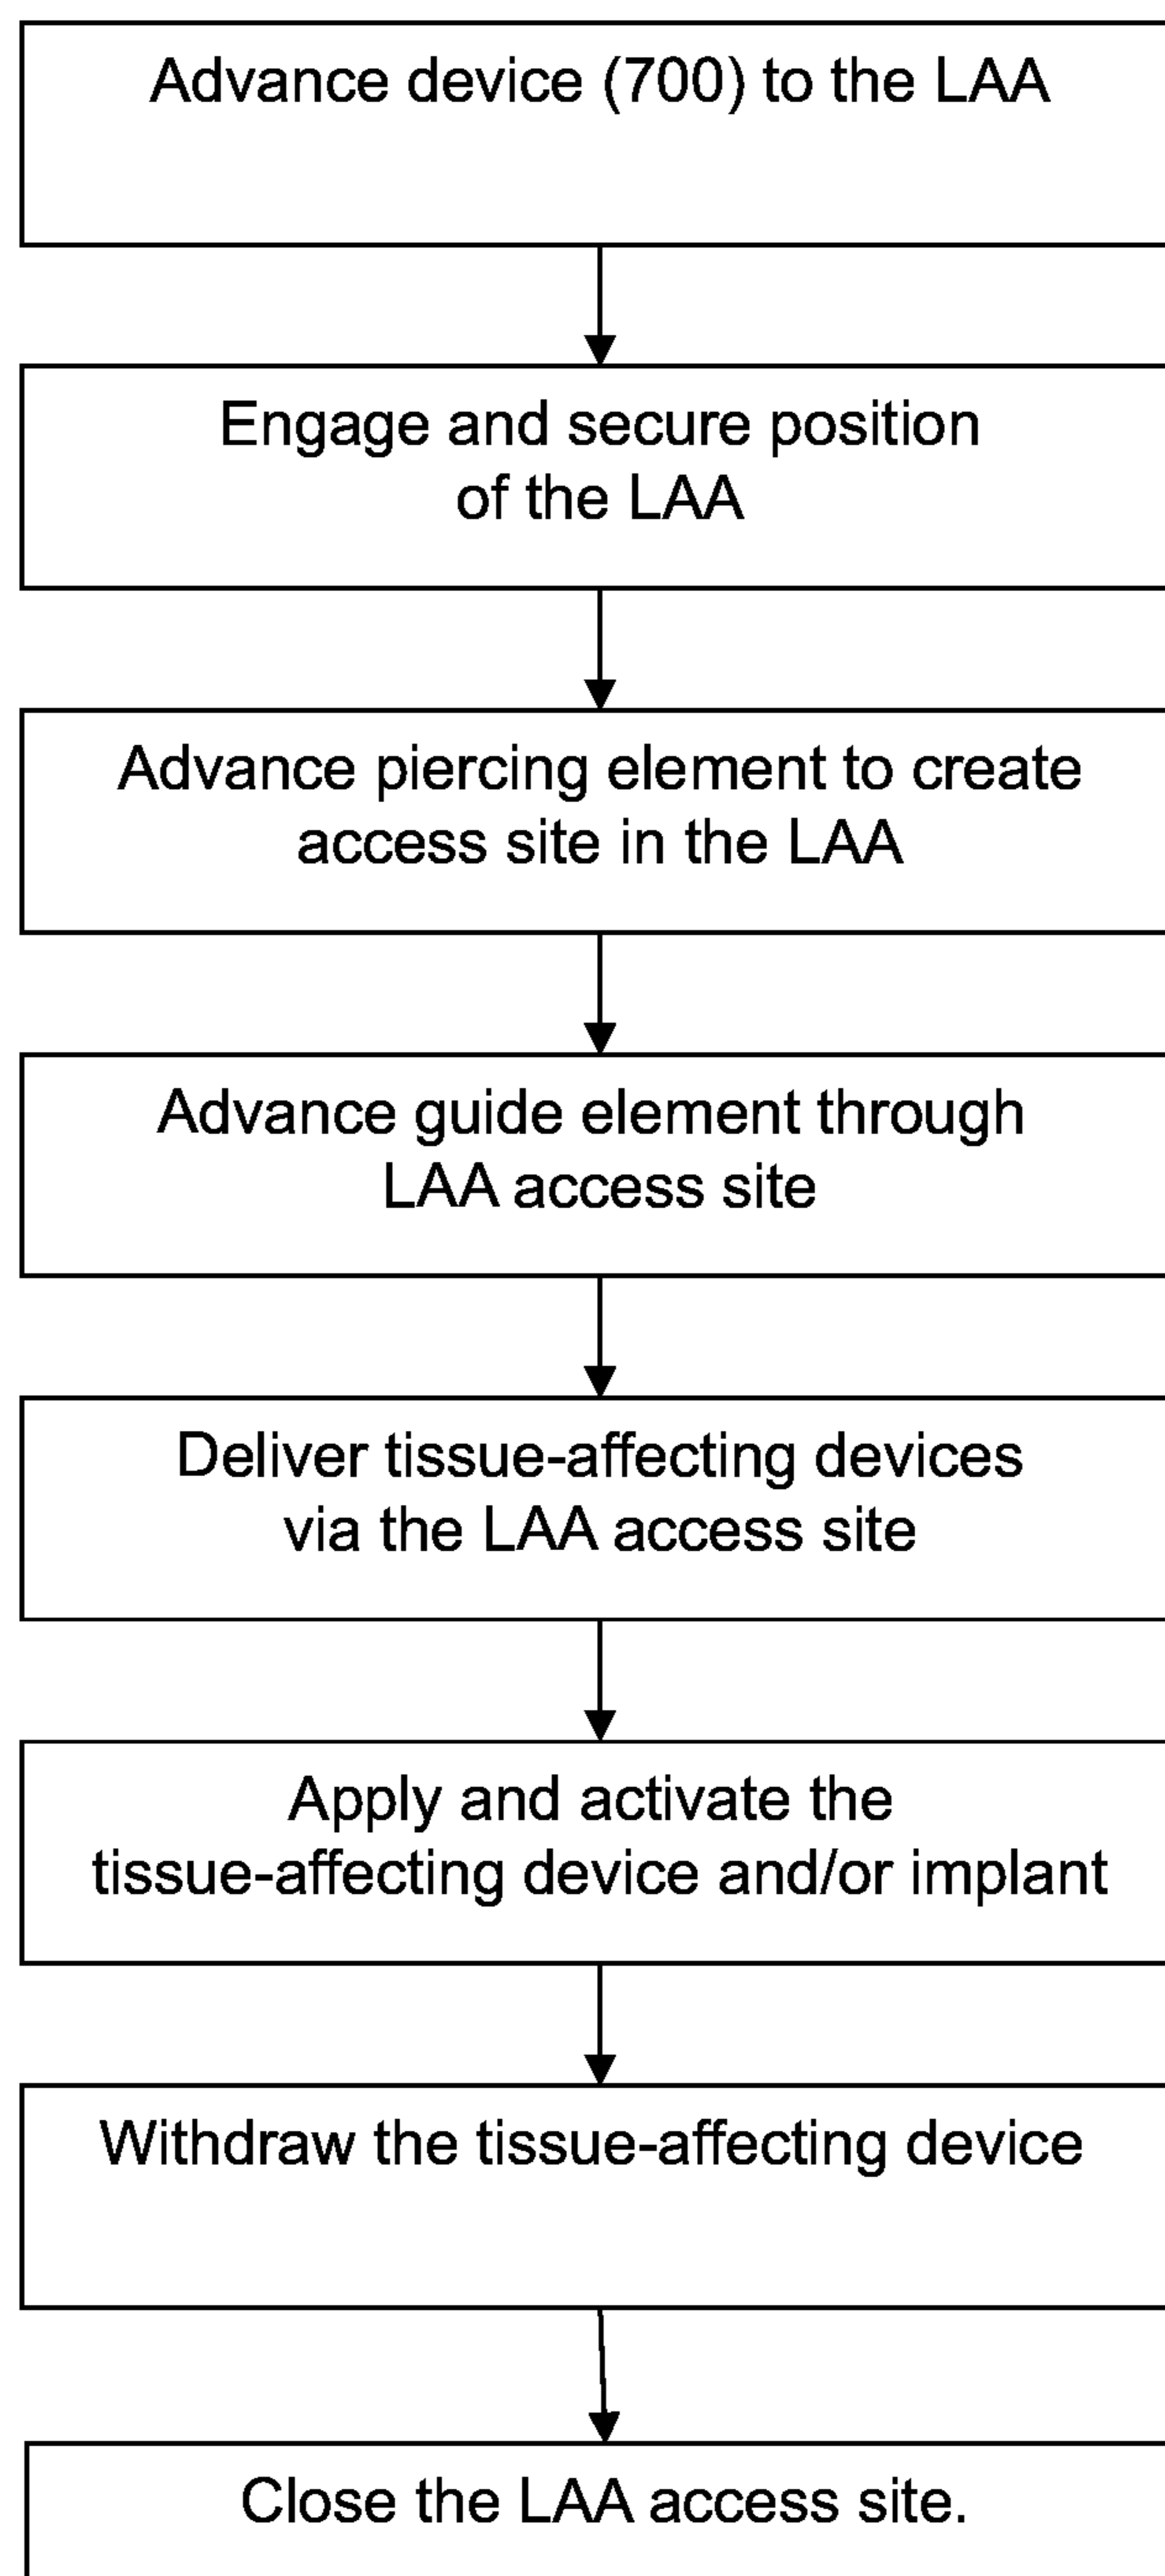 Advance device (700) to the LAA
Engage and secure position
of the LAA
Advance piercing element to create
access site in the LAA
Advance guide element through
LAA access site
Deliver tissue-affecting devices
via the LAA access site
Apply and activate the
tissue-affecting device and/or implant
Withdraw the tissue-affecting device
Close the LAA access site.